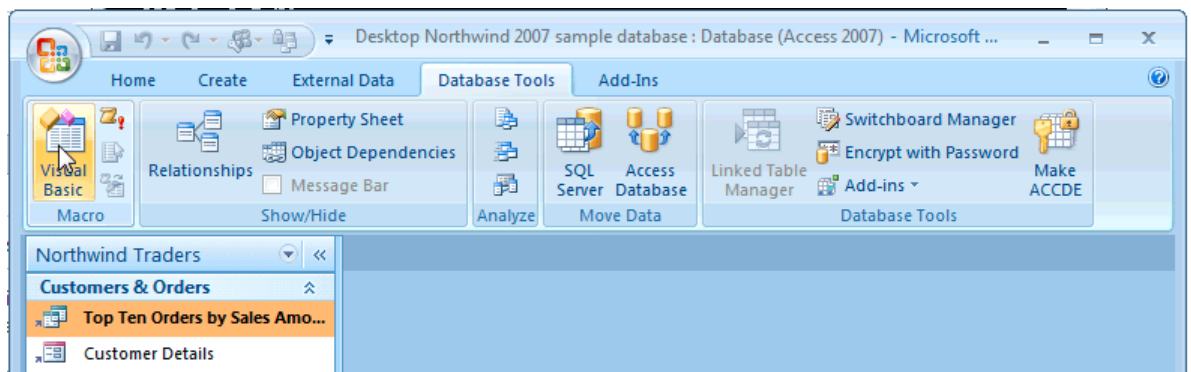 Desktop Northwind 2007 sample database : Database (Access 2007) - Microsoft ...
Home Create External Data Database Tools Add-Ins
Visual Basic
Macro
Relationships
Property Sheet
Object Dependencies
Message Bar
Show/Hide
Analyze
SQL Server
Access Database
Move Data
Linked Table Manager
Switchboard Manager
Encrypt with Password
Add-ins
Make ACCDE
Database Tools
Northwind Traders
Customers & Orders
Top Ten Orders by Sales Amo...
Customer Details